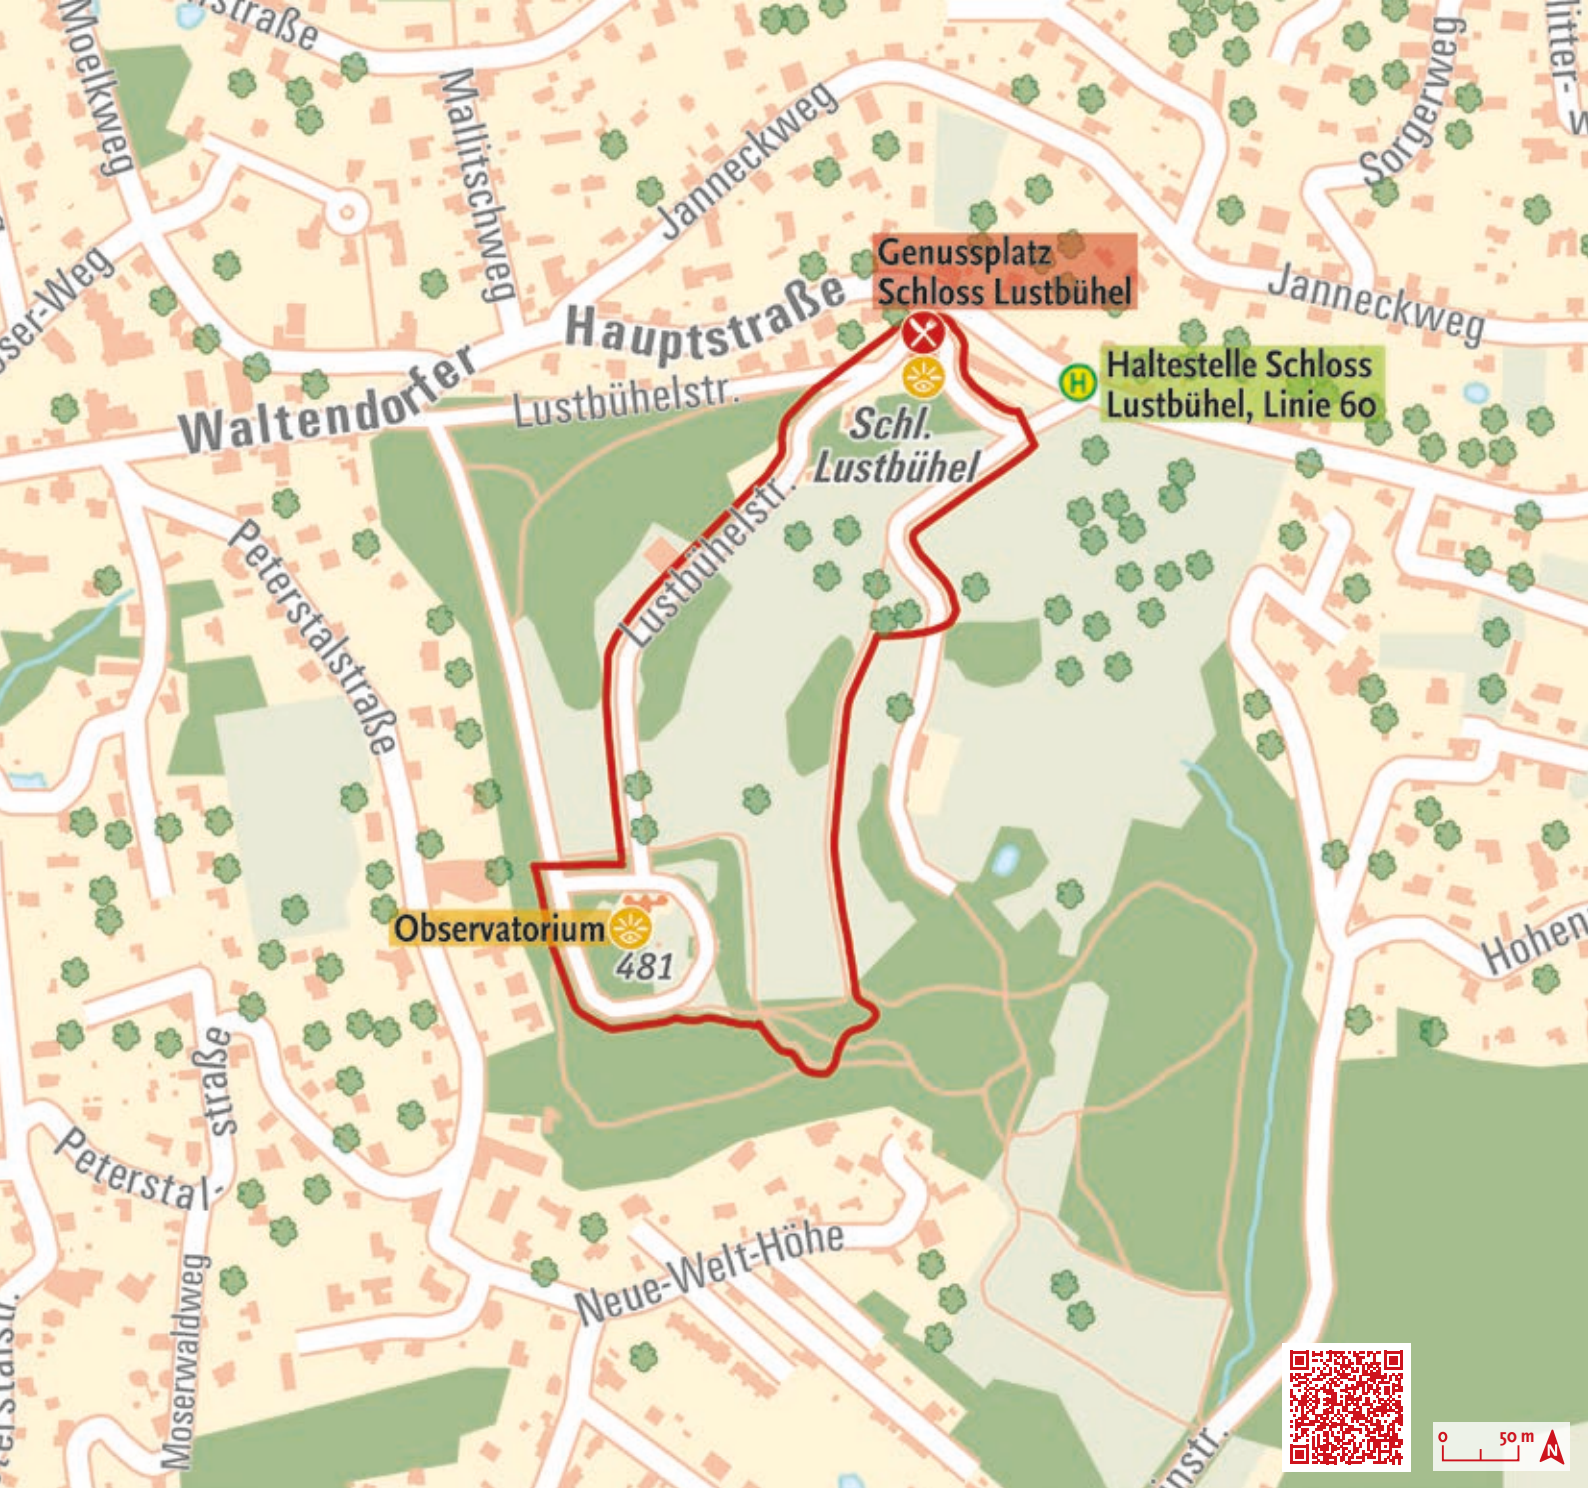 Moelkweg
straße
Mallitschweg
Janneckweg
Sorgerweg
Genussplatz
Schloss Lustbühel
Janneckweg
Hauptstraße
Waltendorfer
Lustbühelstr.
Haltestelle Schloss
Lustbühel, Linie 60
H
Schl.
Lustbühel
Lustbühelstr.
Peterstalstraße
Observatorium
481
Hohen
straße
Peterstal-
Neue-Welt-Höhe
Moserwaldweg
0 50 m
N